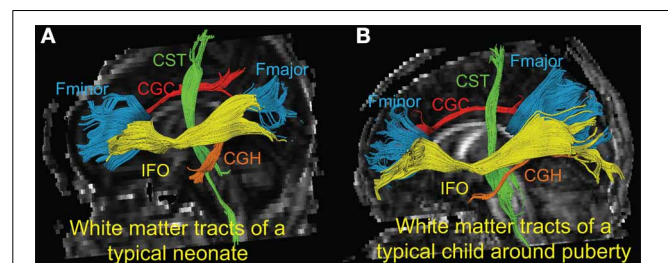 A
CST
Fmajor
Fminor
CGC
CGH
IFO
White matter tracts of a
typical neonate
B
Fmajor
CST
Fminor
CGC
CGH
IFO
White matter tracts of a
typical child around puberty